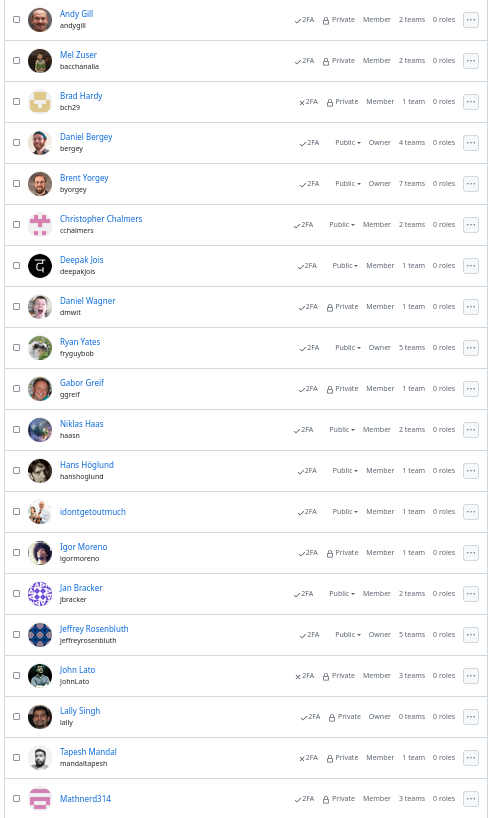 Andy Gill
andygill
2FA Private Member 2 teams 0 roles
Mel Zuser
bacchanalia
2FA Private Member 2 teams 0 roles
Brad Hardy
bch29
2FA Private Member 1 team 0 roles
Daniel Bergey
bergey
2FA Public Owner 4 teams 0 roles
Brent Yorgey
byorgey
2FA Public Owner 7 teams 0 roles
Christopher Chalmers
cchalmers
2FA Public Member 2 teams 0 roles
Deepak Jois
deepakjois
2FA Public Member 1 team 0 roles
Daniel Wagner
dmwit
2FA Private Member 1 team 0 roles
Ryan Yates
fryguybob
2FA Public Owner 5 teams 0 roles
Gabor Greif
ggreif
2FA Private Member 1 team 0 roles
Niklas Haas
haasn
2FA Public Member 2 teams 0 roles
Hans Höglund
hanshoglund
2FA Public Member 1 team 0 roles
idontgetoutmuch
2FA Public Member 1 team 0 roles
Igor Moreno
igormoreno
2FA Private Member 1 team 0 roles
Jan Bracker
jbracker
2FA Public Member 2 teams 0 roles
Jeffrey Rosenbluth
jeffreyrosenbluth
2FA Public Owner 5 teams 0 roles
John Lato
JohnLato
2FA Private Member 3 teams 0 roles
Lally Singh
lally
2FA Private Owner 0 teams 0 roles
Tapesh Mandal
mandaltapesh
2FA Private Member 1 team 0 roles
Mathnerd314
2FA Private Member 3 teams 0 roles